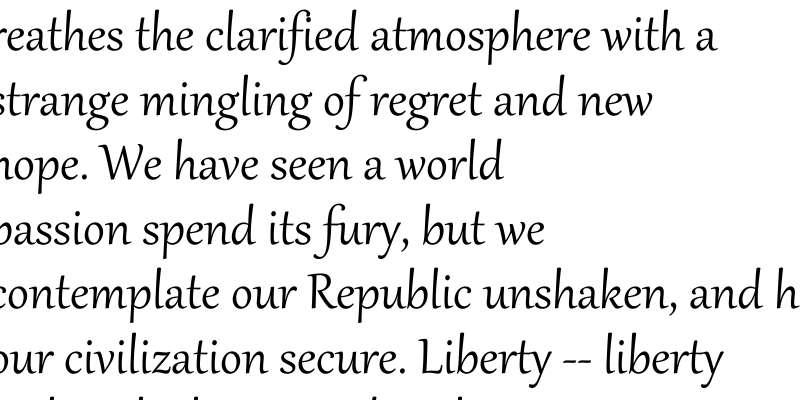 the clarified atmosphere with a
strange mingling of regret and new
hope. We have seen a world
passion spend its fury, but we
contemplate our Republic unshaken, and
our civilization secure. Liberty -- liberty